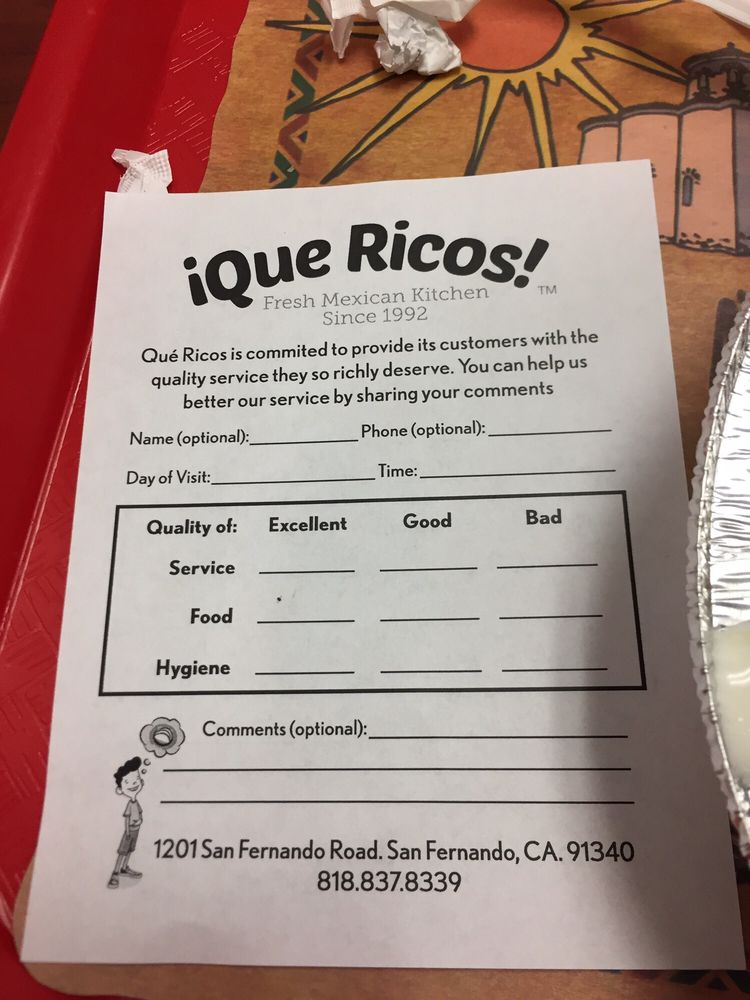 ¡Que Ricos!
Fresh Mexican Kitchen ™
Since 1992
Qué Ricos is commited to provide its customers with the
quality service they so richly deserve. You can help us
better our service by sharing your comments
Name (optional): Phone (optional):
Day of Visit: Time:
Quality of: Excellent Good Bad
Service
Food
Hygiene
Comments (optional):
1201 San Fernando Road. San Fernando, CA. 91340
818.837.8339